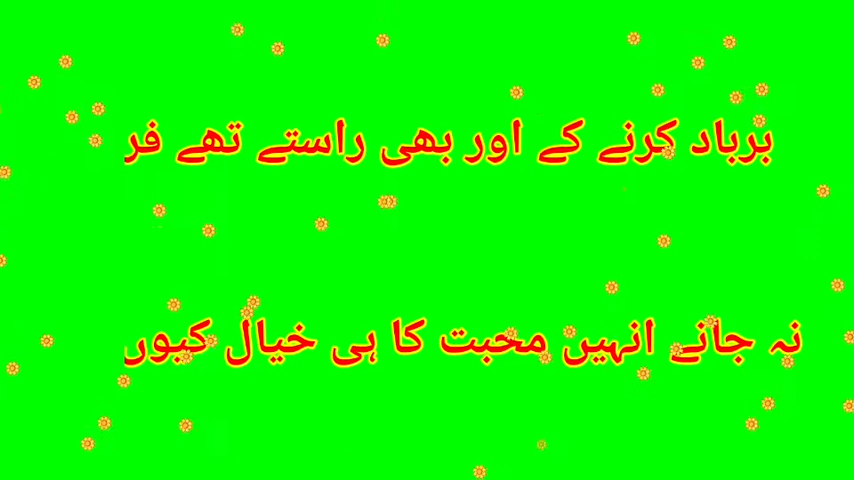 برباد کرنے کے اور بھی راستے تھے فر
نہ جانے انہیں محبت کا ہی خیال کیوں